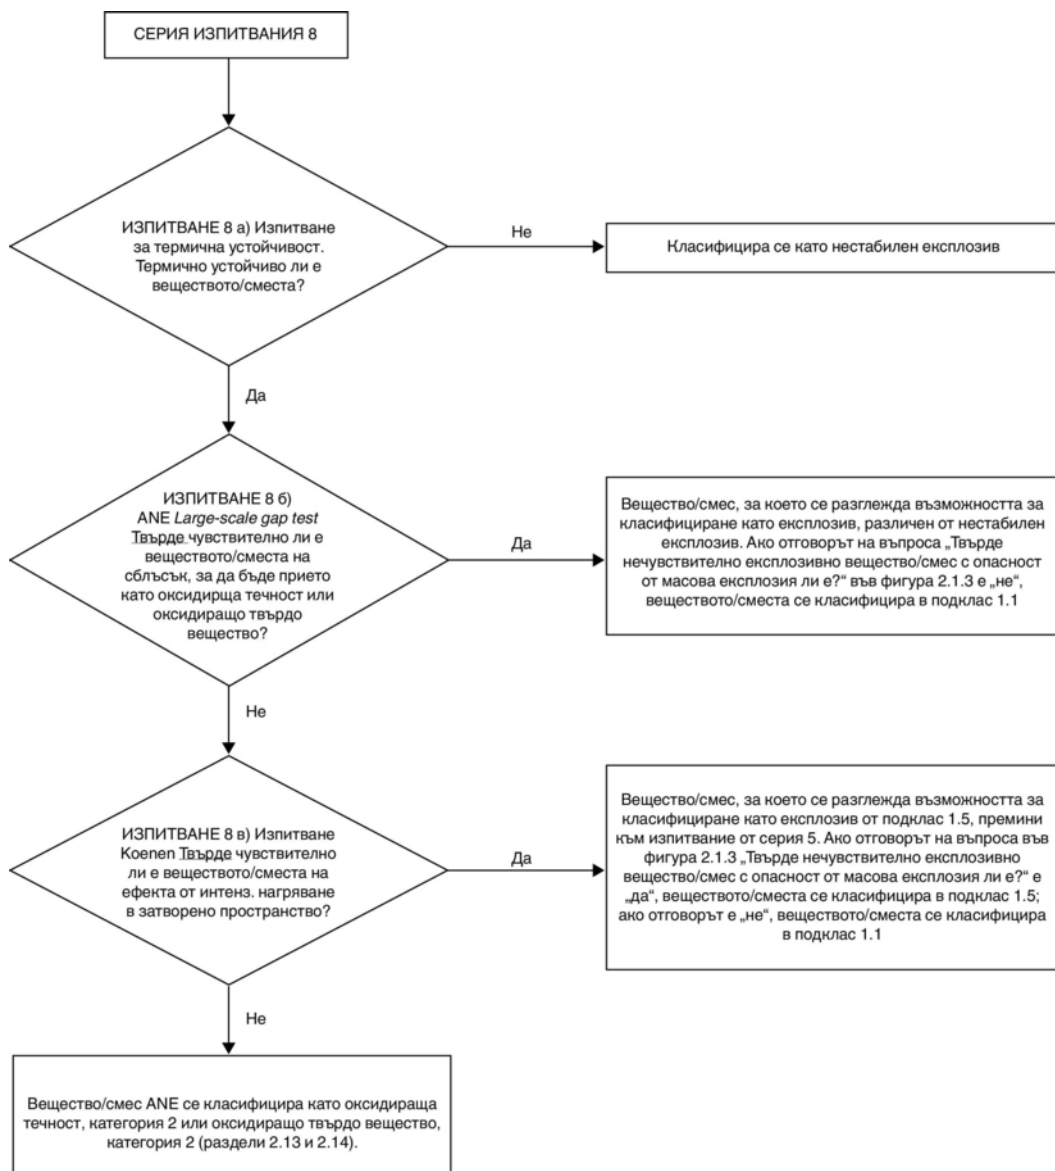 СЕРИЯ ИЗПИТВАНИЯ 8
ИЗПИТВАНЕ 8 а) Изпитване
за термична устойчивост.
Термично устойчиво ли е
веществото/сместа?
Не
Класифицира се като нестабилен експлозив
Да
ИЗПИТВАНЕ 8 б)
ANE Large-scale gap test
Твърде чувствително ли е
веществото/сместа на
сблъсък, за да бъде прието
като оксидирща течност или
оксидиращо твърдо
вещество?
Да
Вещество/смес, за което се разглежда възможността за
класифициране като експлозив, различен от нестабилен
експлозив. Ако отговорът на въпроса „Твърде
нечувствително експлозивно вещество/смес с опасност
от масова експлозия ли е?“ във фигура 2.1.3 е „не“,
веществото/сместа се класифицира в подклас 1.1
Не
ИЗПИТВАНЕ 8 в) Изпитване
Koenen Твърде чувствително
ли е веществото/сместа на
ефекта от интенз. нагряване
в затворено пространство?
Да
Вещество/смес, за което се разглежда възможността за
класифициране като експлозив от подклас 1.5, премини
към изпитване от серия 5. Ако отговорът на въпроса във
фигура 2.1.3 „Твърде нечувствително експлозивно
вещество/смес с опасност от масова експлозия ли е?“ е
„да“, веществото/сместа се класифицира в подклас 1.5;
ако отговорът е „не“, веществото/сместа се класифицира
в подклас 1.1
Не
Вещество/смес ANE се класифицира като оксидираща
течност, категория 2 или оксидиращо твърдо вещество,
категория 2 (раздели 2.13 и 2.14).